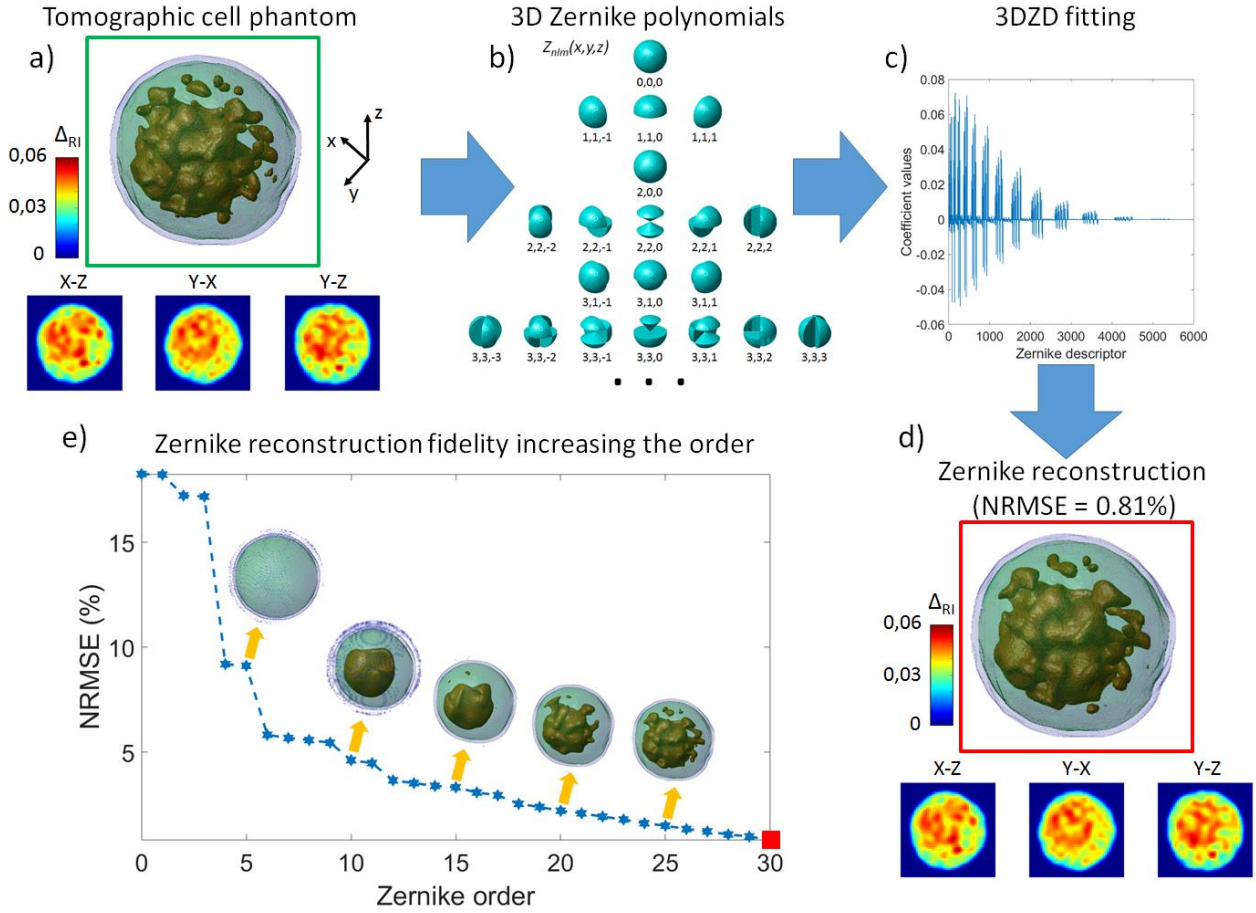 Tomographic cell phantom
a)
Δ_RI
0,06
0,03
0
z
x
y
X-Z
Y-X
Y-Z
3D Zernike polynomials
b)
Z_nlm(x,y,z)
0,0,0
1,1,-1
1,1,0
1,1,1
2,0,0
2,2,-2
2,2,-1
2,2,0
2,2,1
2,2,2
3,1,-1
3,1,0
3,1,1
3,3,-3
3,3,-2
3,3,-1
3,3,0
3,3,1
3,3,2
3,3,3
. . .
3DZD fitting
c)
Coefficient values
0.08
0.06
0.04
0.02
0
-0.02
-0.04
-0.06
0
1000
2000
3000
4000
5000
6000
Zernike descriptor
d)
Zernike reconstruction
(NRMSE = 0.81%)
Δ_RI
0,06
0,03
0
X-Z
Y-X
Y-Z
e)
Zernike reconstruction fidelity increasing the order
NRMSE (%)
15
10
5
0
5
10
15
20
25
30
Zernike order